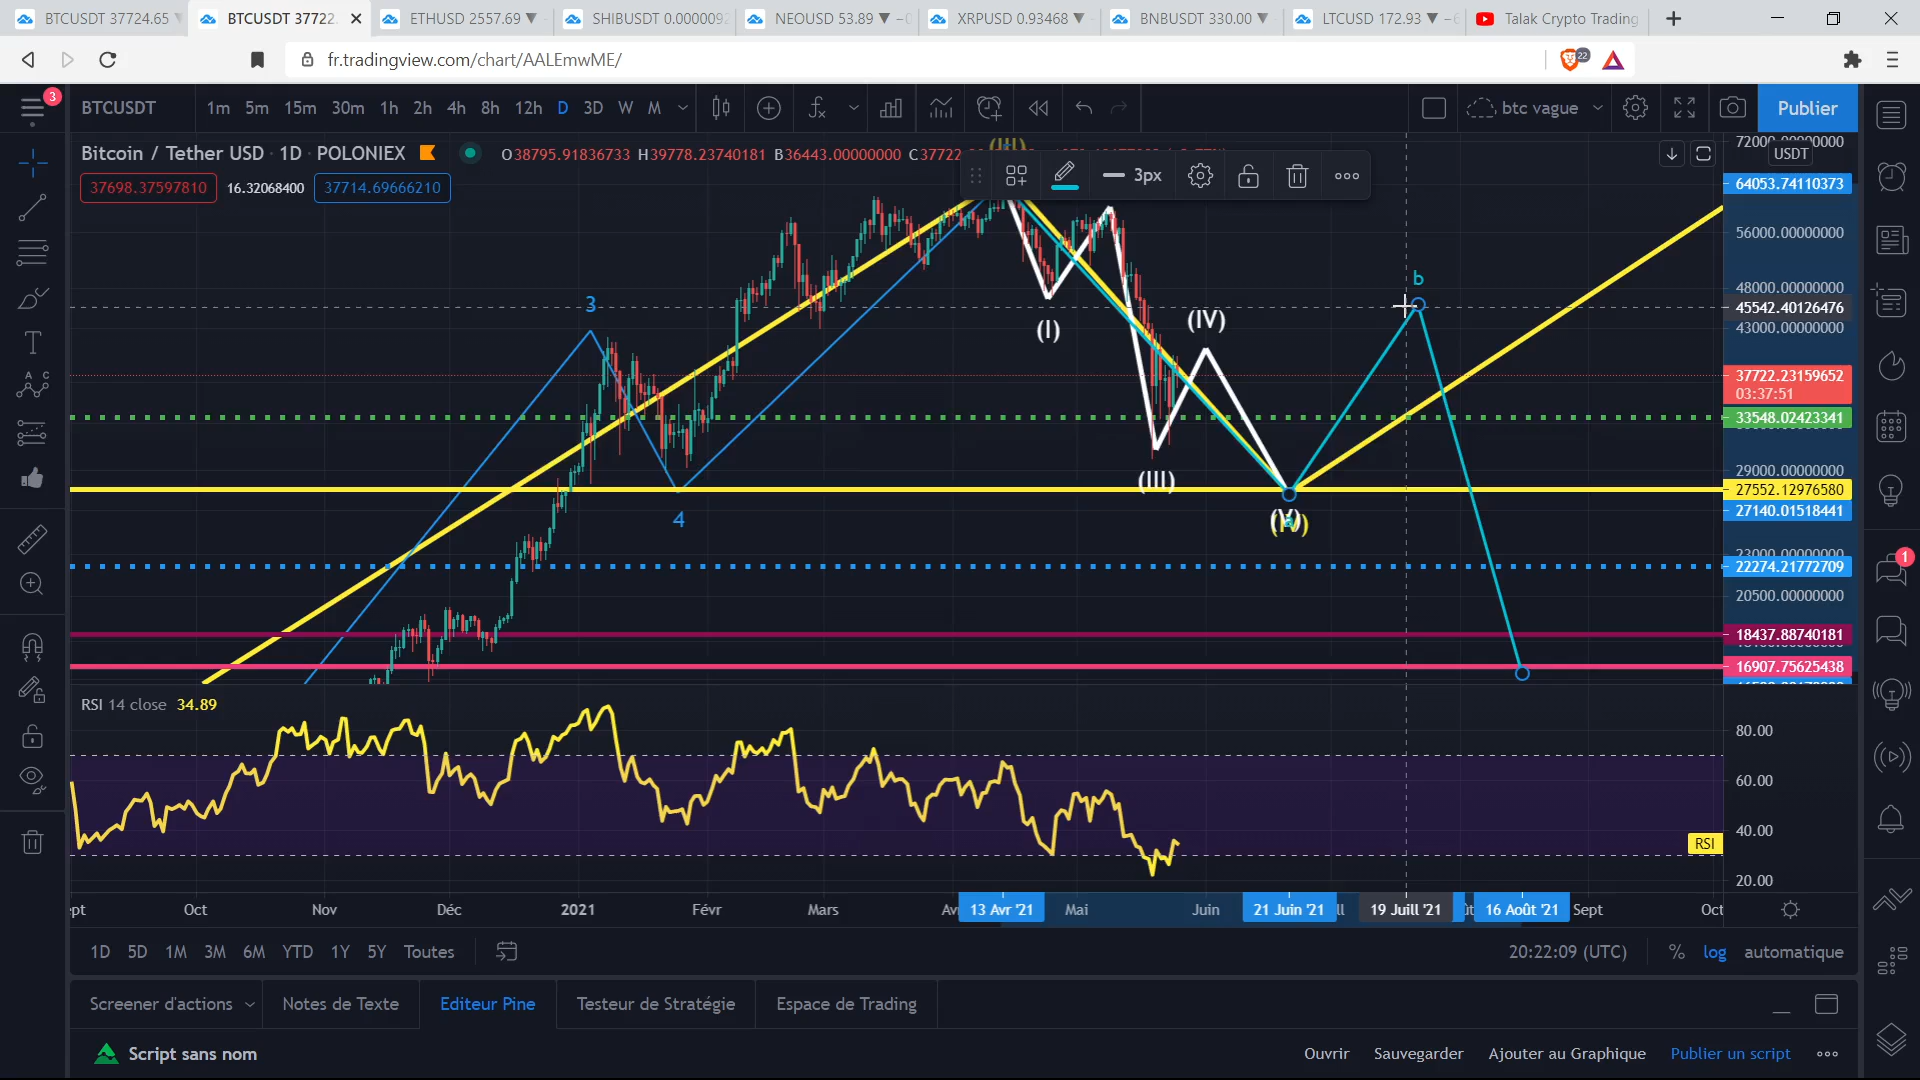 BTCUSDT 37724.65
BTCUSDT 37722.
ETHUSD 2557.69 ▼
SHIBUSDT 0.0000092
NEOUSD 53.89 ▼
XRPUSD 0.93468 ▼
BNBUSDT 330.00 ▼
LTCUSD 172.93 ▼
Talak Crypto Trading
fr.tradingview.com/chart/AALEmwME/
22
3
BTCUSDT
1m 5m 15m 30m 1h 2h 4h 8h 12h D 3D W M
btc vague
Publier
Bitcoin / Tether USD · 1D · POLONIEX
O38795.91836733 H39778.23740181 B36443.00000000
37698.37597810
16.32068400
37714.69666210
3px
USDT
64053.74110373
56000.00000000
48000.00000000
45542.40126476
43000.00000000
37722.23159652
03:37:51
33548.02423341
29000.00000000
27552.12976580
27140.01518441
23000.00000000
22274.21772709
20500.00000000
18437.88740181
16907.75625438
3
4
(I)
(III)
(IV)
b
RSI 14 close 34.89
80.00
60.00
40.00
20.00
RSI
Oct
Nov
Déc
2021
Févr
Mars
13 Avr '21
Mai
Juin
21 Juin '21
19 Juill '21
16 Août '21
Sept
1D 5D 1M 3M 6M YTD 1Y 5Y Toutes
20:22:09 (UTC)
% log automatique
Screener d'actions
Notes de Texte
Editeur Pine
Testeur de Stratégie
Espace de Trading
Script sans nom
Ouvrir
Sauvegarder
Ajouter au Graphique
Publier un script
1